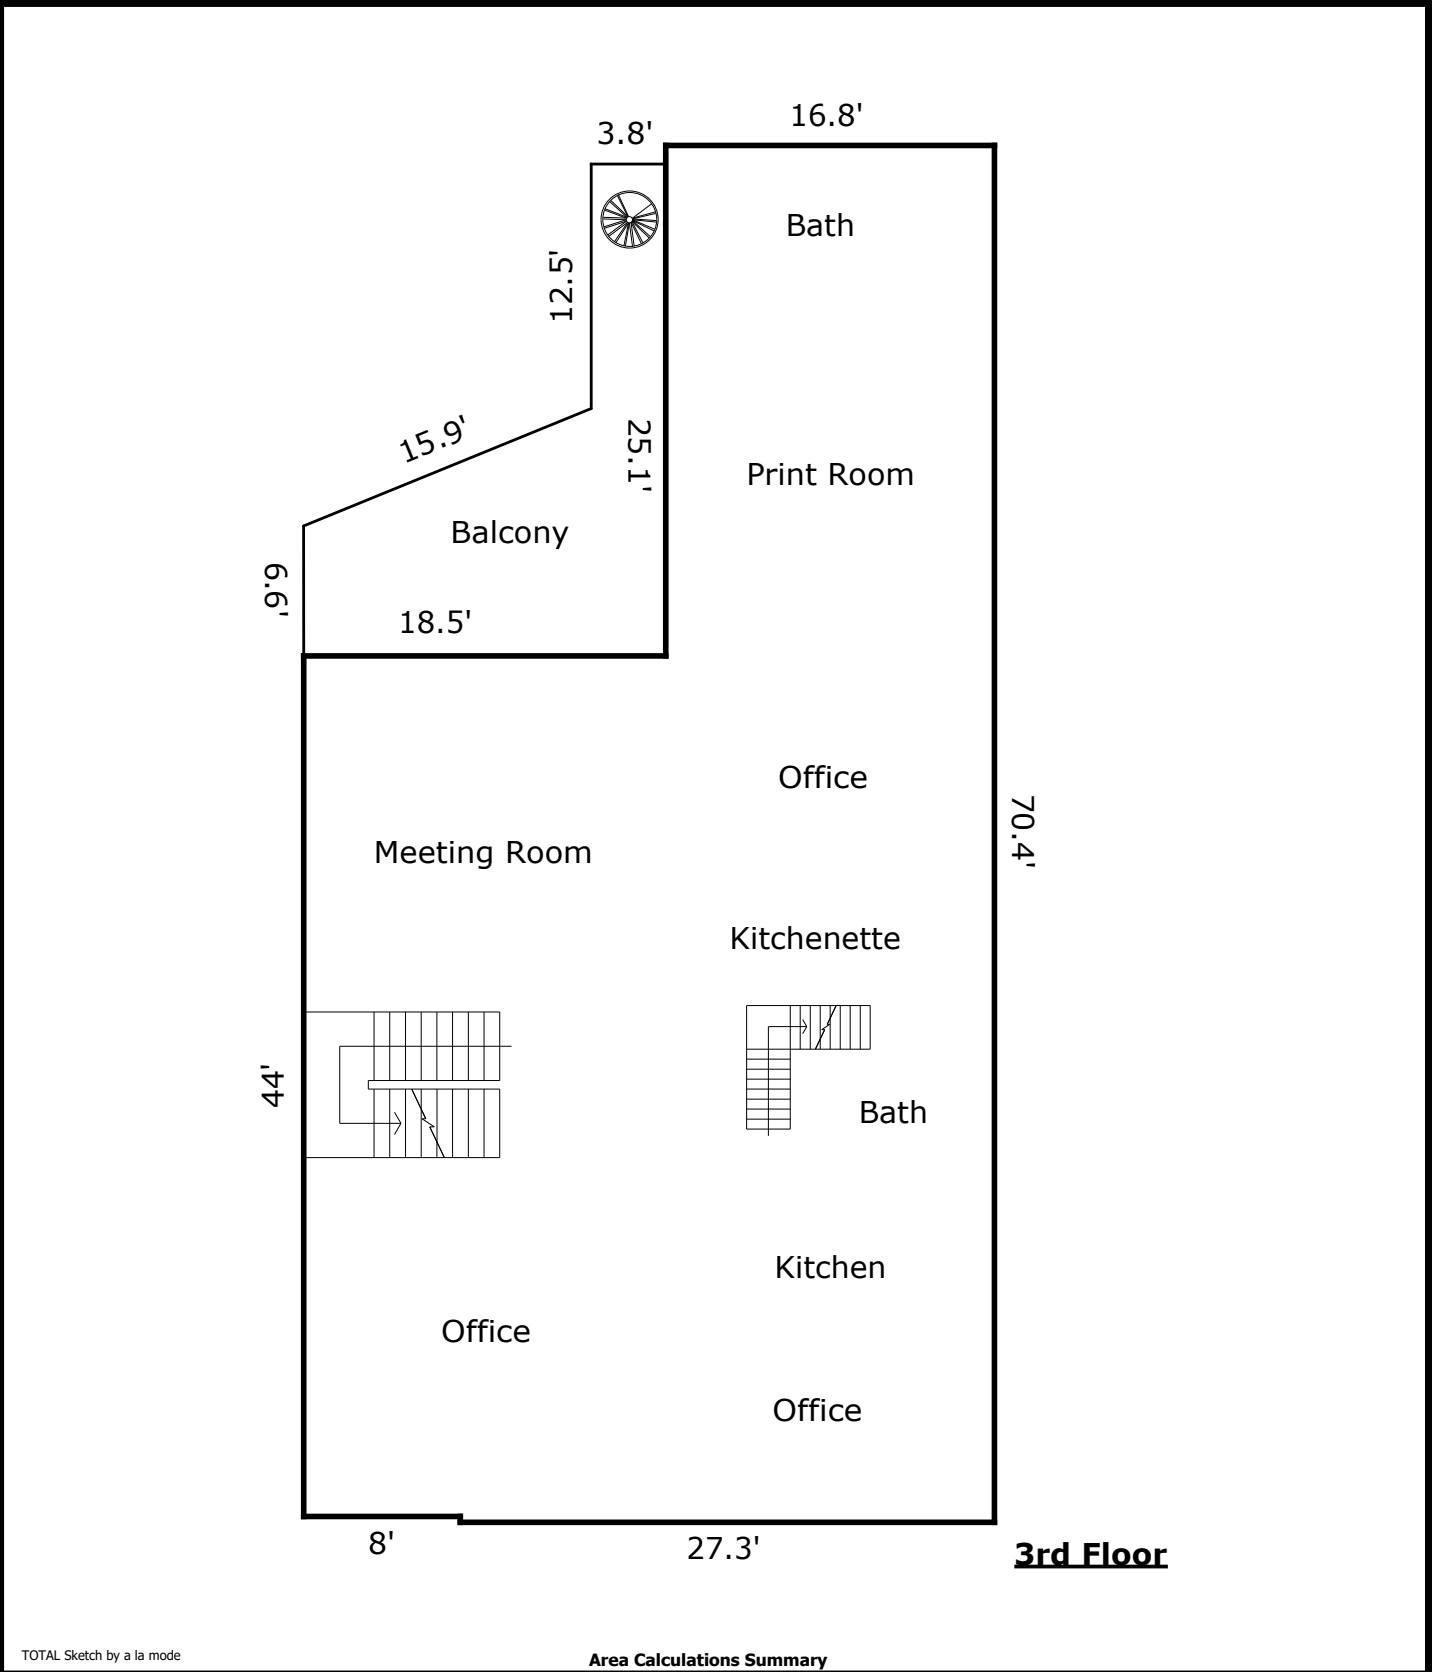 16.8'
3.8'
Bath
12.5'
15.9'
25.1'
Print Room
Balcony
6.6'
18.5'
Office
70.4'
Meeting Room
Kitchenette
44'
Bath
Kitchen
Office
Office
8'
27.3'
3rd Floor
TOTAL Sketch by a la mode
Area Calculations Summary